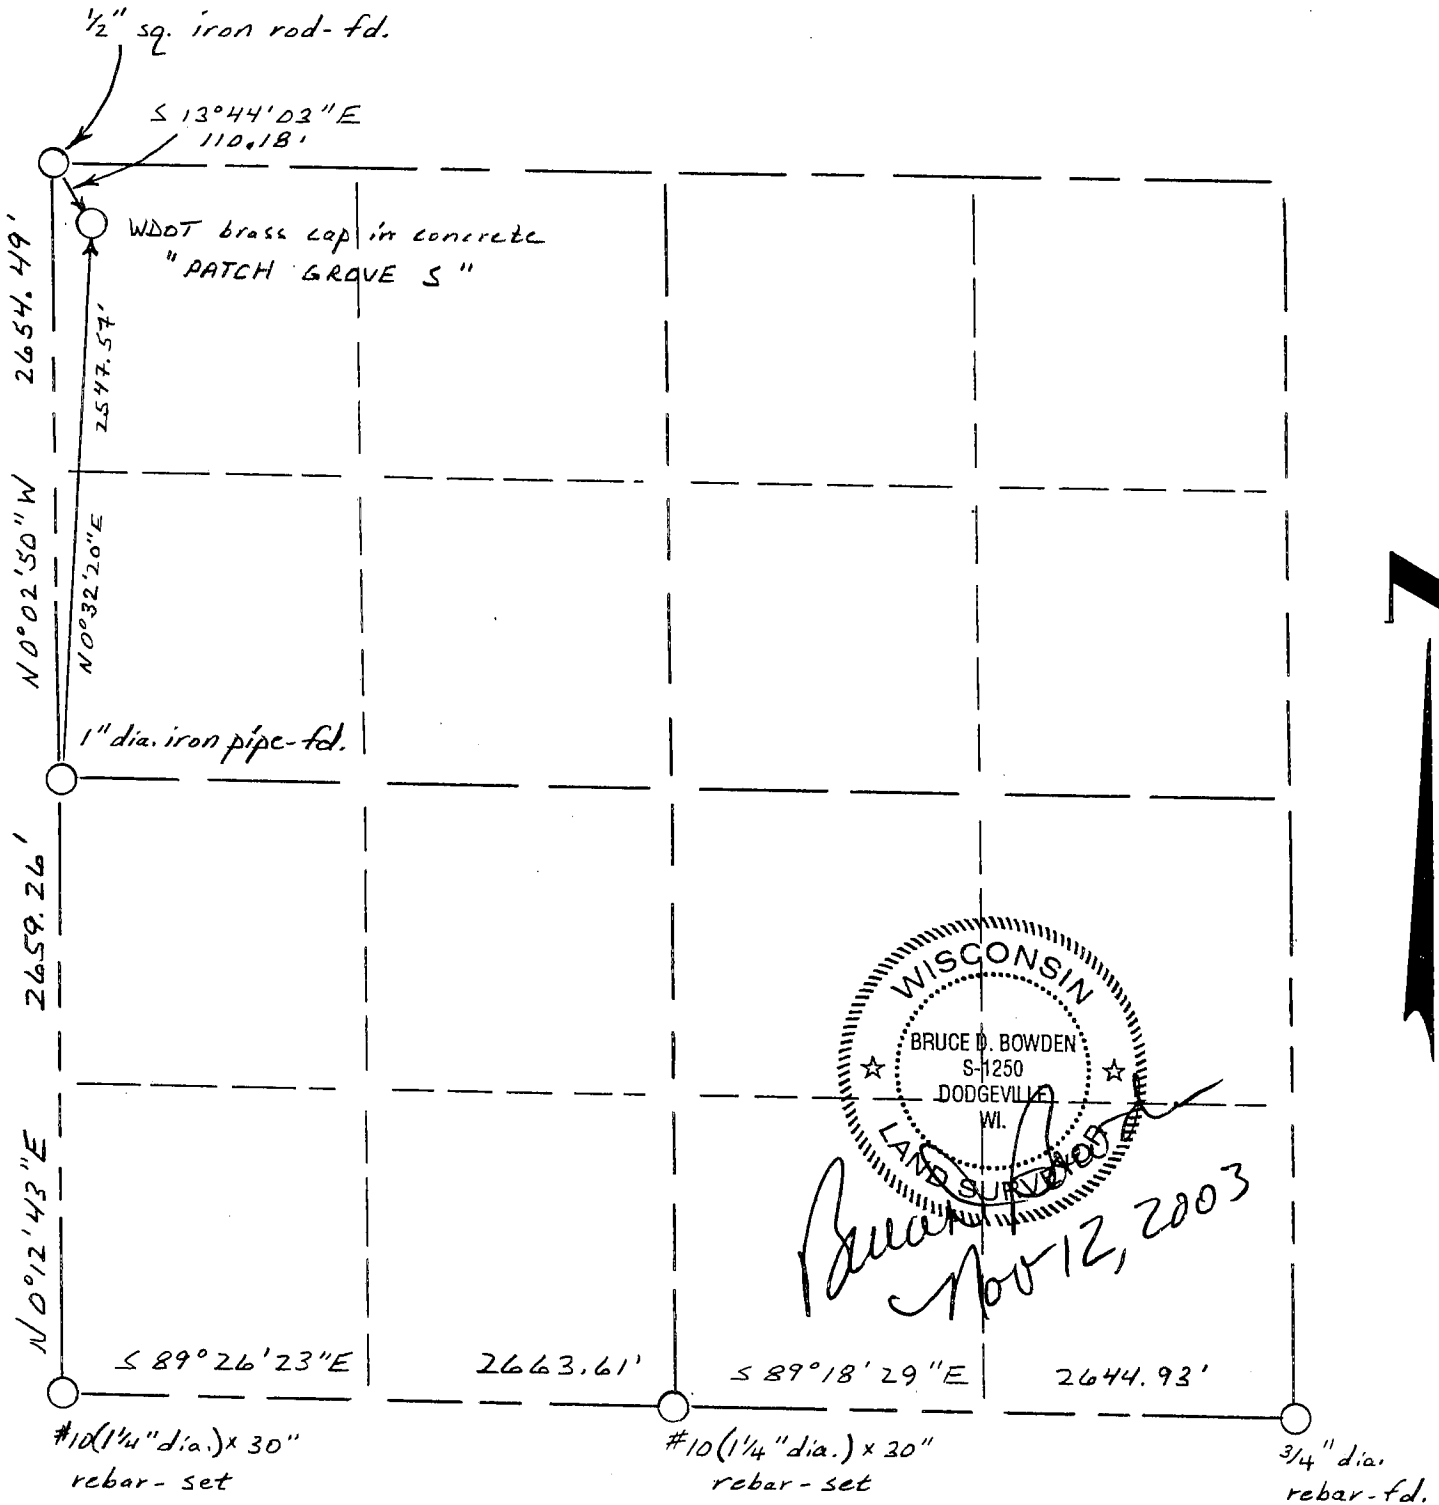 1/2" sq. iron rod-fd.
S 13°44'03"E
110.18'
WDOT brass cap in concrete
"PATCH GROVE S"
2654.49'
N0°02'50"W
2547.57'
N0°32'20"E
1" dia. iron pipe-fd.
2659.26'
N0°12'43"E
WISCONSIN
BRUCE D. BOWDEN
S-1250
DODGEVILLE
WI.
LAND SURVEYOR
Nov 12, 2003
S 89°26'23"E
2663.61'
S 89°18'29"E
2644.93'
#10(1 1/4" dia.) x 30"
rebar - set
#10(1 1/4" dia.) x 30"
rebar - set
3/4" dia.
rebar-fd.